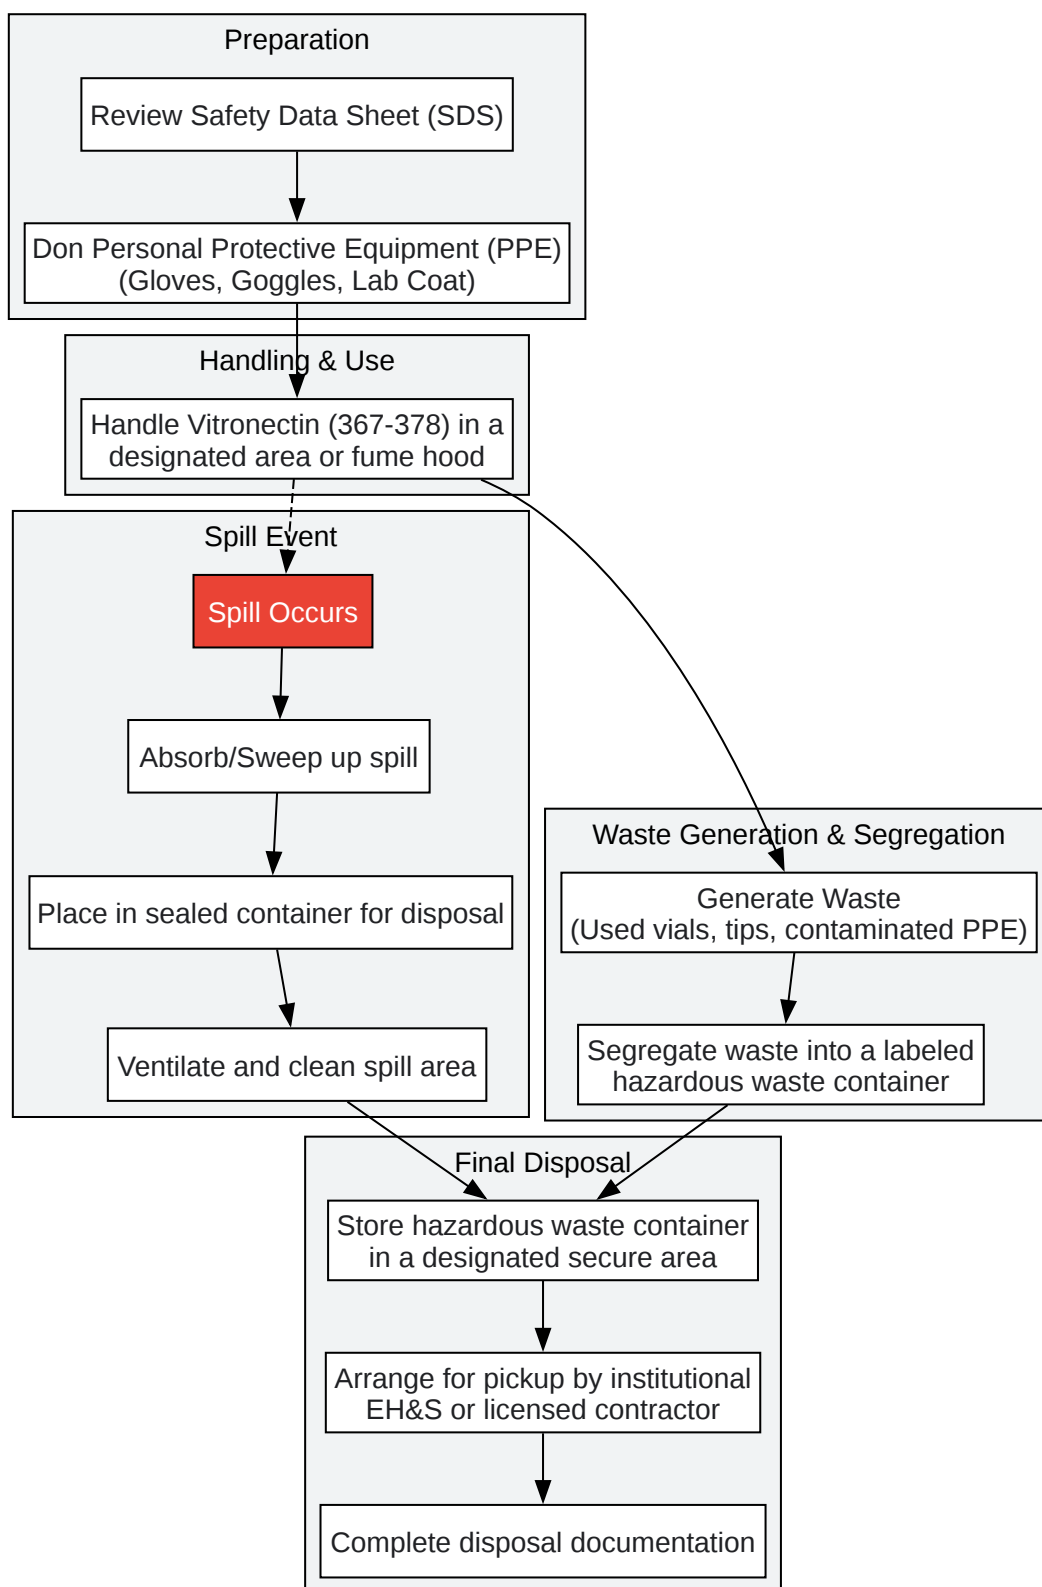 Preparation
Review Safety Data Sheet (SDS)
Don Personal Protective Equipment (PPE)
(Gloves, Goggles, Lab Coat)
Handling & Use
Handle Vitronectin (367-378) in a
designated area or fume hood
Spill Event
Spill Occurs
Absorb/Sweep up spill
Place in sealed container for disposal
Ventilate and clean spill area
Waste Generation & Segregation
Generate Waste
(Used vials, tips, contaminated PPE)
Segregate waste into a labeled
hazardous waste container
Final Disposal
Store hazardous waste container
in a designated secure area
Arrange for pickup by institutional
EH&S or licensed contractor
Complete disposal documentation